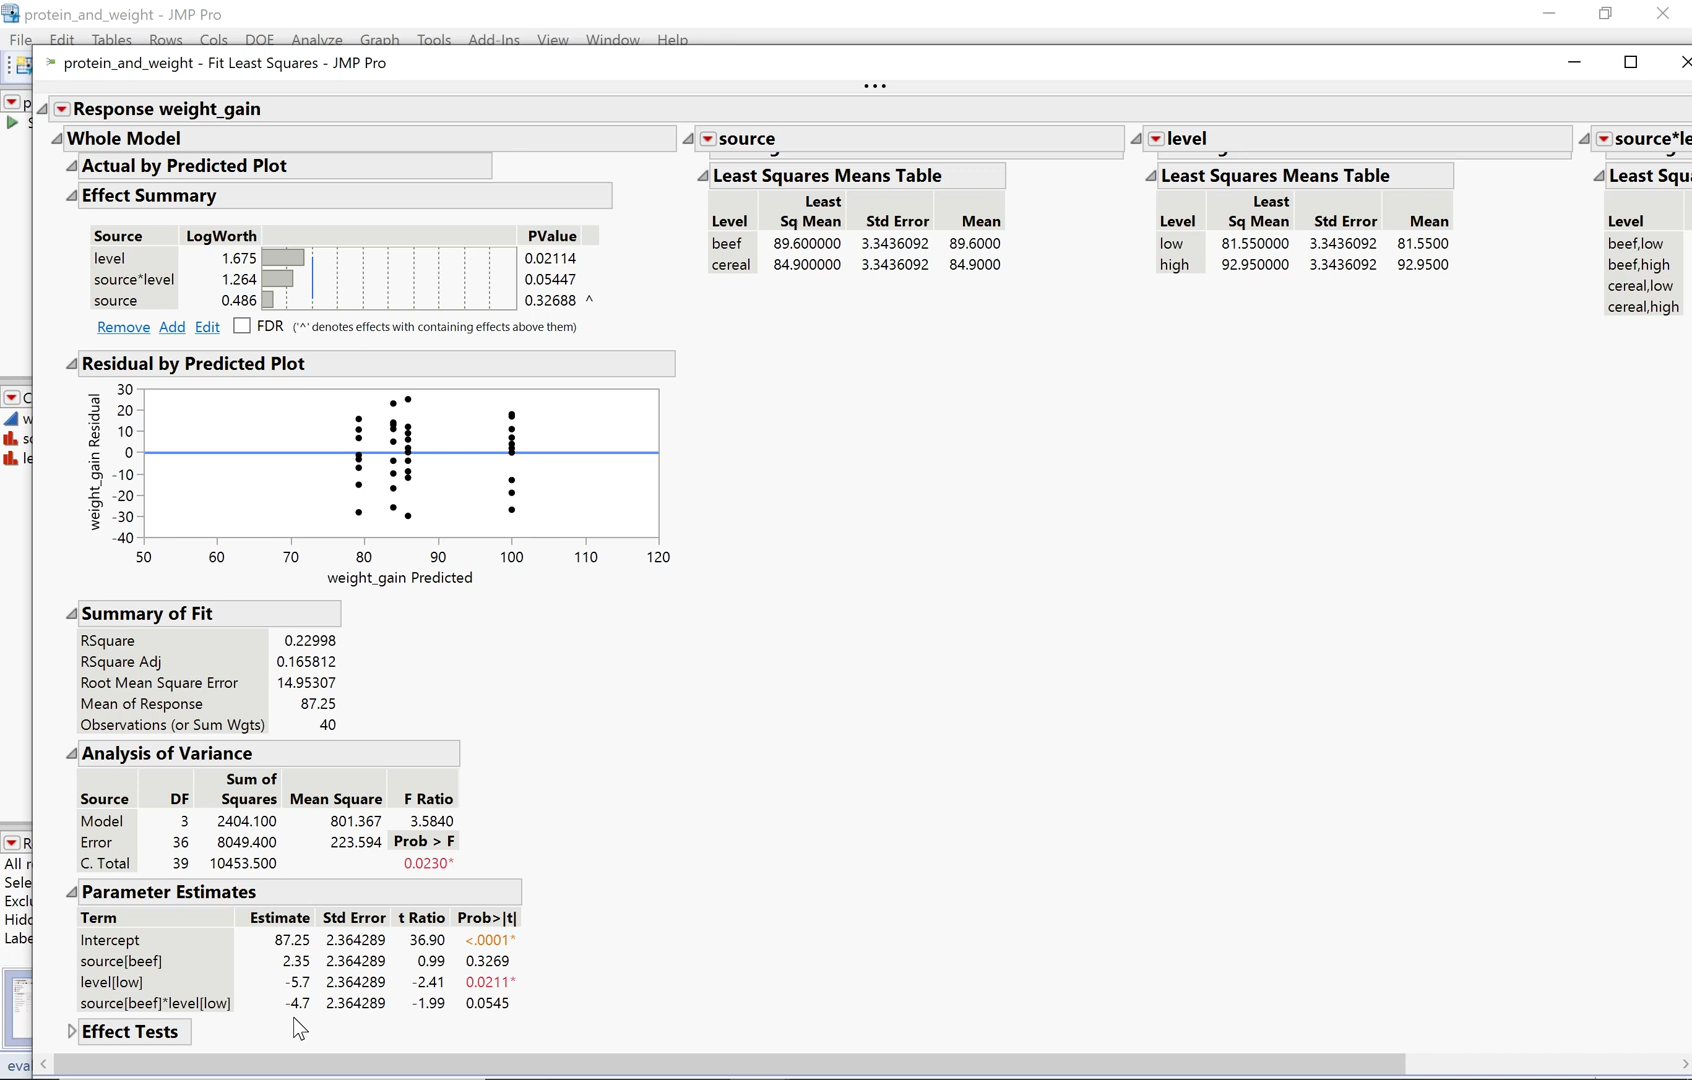 protein_and_weight - JMP Pro
File Edit Tables Rows Cols DOE Analyze Graph Tools Add-Ins View Window Help
protein_and_weight - Fit Least Squares - JMP Pro
Response weight_gain
Whole Model
Actual by Predicted Plot
Effect Summary
Source LogWorth PValue
level 1.675 0.02114
source*level 1.264 0.05447
source 0.486 0.32688 ^
Remove Add Edit FDR ('^' denotes effects with containing effects above them)
Residual by Predicted Plot
weight_gain Residual
30
20
10
0
-10
-20
-30
-40
50 60 70 80 90 100 110 120
weight_gain Predicted
Summary of Fit
RSquare 0.22998
RSquare Adj 0.165812
Root Mean Square Error 14.95307
Mean of Response 87.25
Observations (or Sum Wgts) 40
Analysis of Variance
Sum of
Source DF Squares Mean Square F Ratio
Model 3 2404.100 801.367 3.5840
Error 36 8049.400 223.594 Prob > F
C. Total 39 10453.500 0.0230*
Parameter Estimates
Term Estimate Std Error t Ratio Prob>|t|
Intercept 87.25 2.364289 36.90 <.0001*
source[beef] 2.35 2.364289 0.99 0.3269
level[low] -5.7 2.364289 -2.41 0.0211*
source[beef]*level[low] -4.7 2.364289 -1.99 0.0545
Effect Tests
source
Least Squares Means Table
Least
Level Sq Mean Std Error Mean
beef 89.600000 3.3436092 89.6000
cereal 84.900000 3.3436092 84.9000
level
Least Squares Means Table
Least
Level Sq Mean Std Error Mean
low 81.550000 3.3436092 81.5500
high 92.950000 3.3436092 92.9500
source*le
Least Squ
Level
beef,low
beef,high
cereal,low
cereal,high
p
S
C
w
so
le
R
All r
Sele
Excl
Hidd
Labe
eva